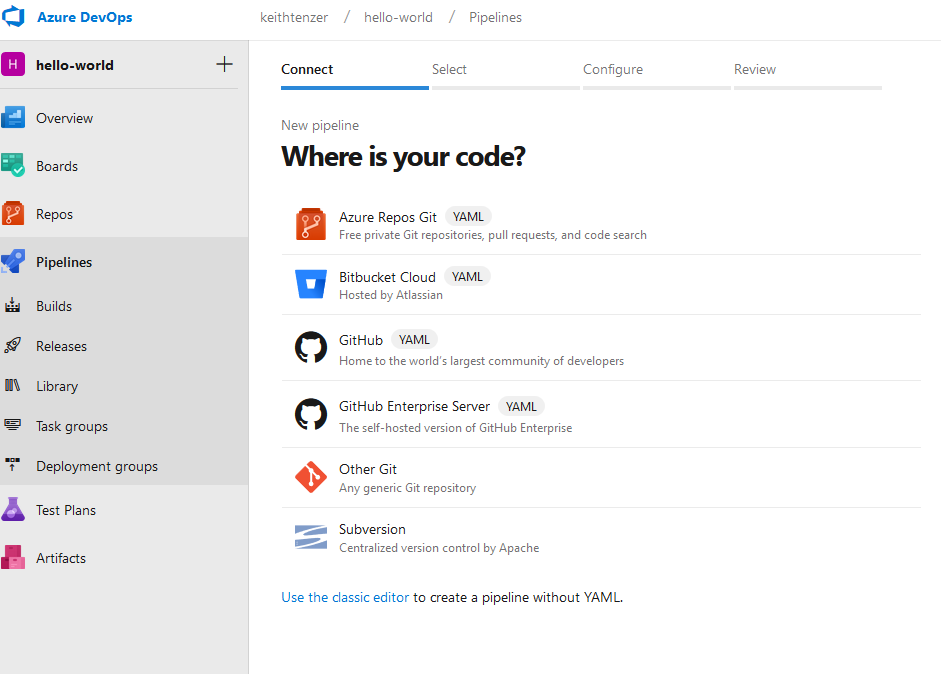 Azure DevOps
keithtenzer / hello-world / Pipelines
H hello-world
Overview
Boards
Repos
Pipelines
Builds
Releases
Library
Task groups
Deployment groups
Test Plans
Artifacts
Connect Select Configure Review
New pipeline
Where is your code?
Azure Repos Git YAML
Free private Git repositories, pull requests, and code search
Bitbucket Cloud YAML
Hosted by Atlassian
GitHub YAML
Home to the world's largest community of developers
GitHub Enterprise Server YAML
The self-hosted version of GitHub Enterprise
Other Git
Any generic Git repository
Subversion
Centralized version control by Apache
Use the classic editor to create a pipeline without YAML.